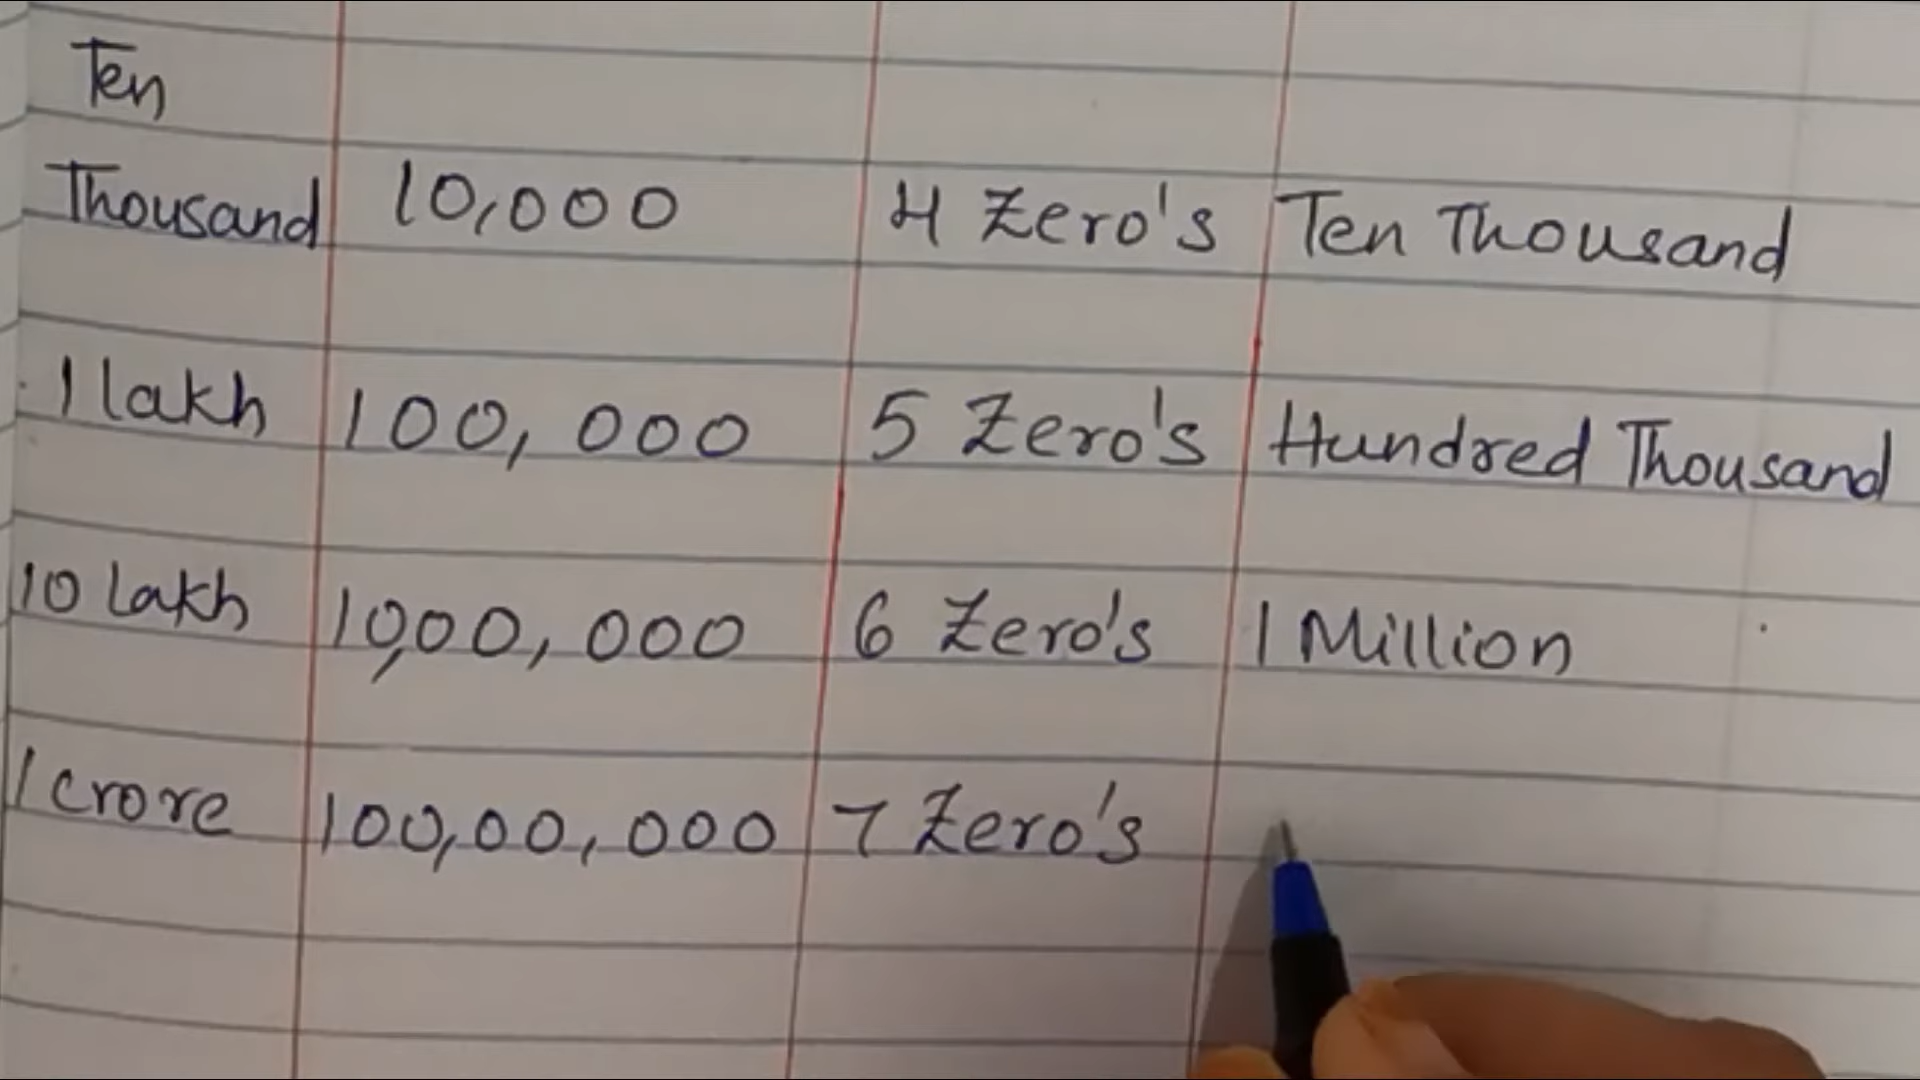 Ten
Thousand 10,000 4 Zero's Ten Thousand
1 lakh 100,000 5 Zero's Hundred Thousand
10 lakh 10,00,000 6 Zero's 1 Million
1 crore 100,00,000 7 Zero's